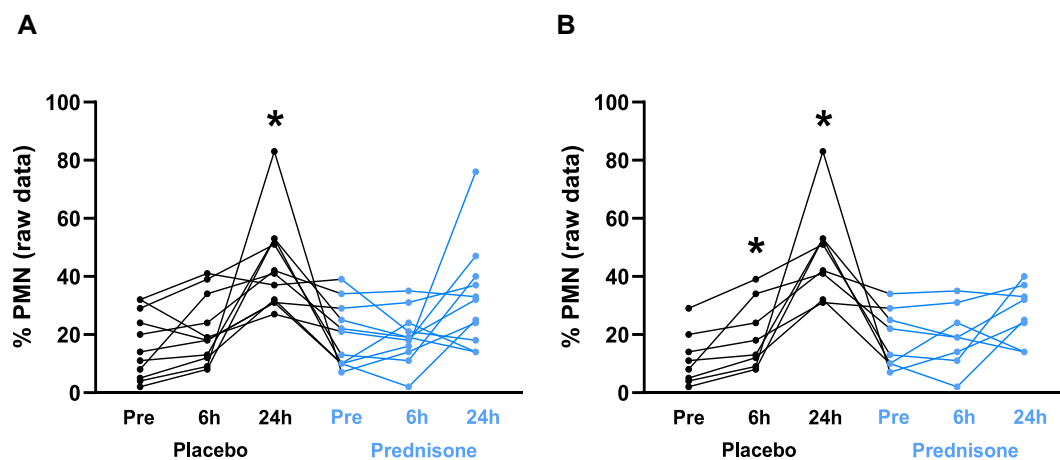 A
% PMN (raw data)
100
80
60
40
20
0
*
Pre 6h 24h Pre 6h 24h
Placebo Prednisone
B
% PMN (raw data)
100
80
60
40
20
0
*
*
Pre 6h 24h Pre 6h 24h
Placebo Prednisone